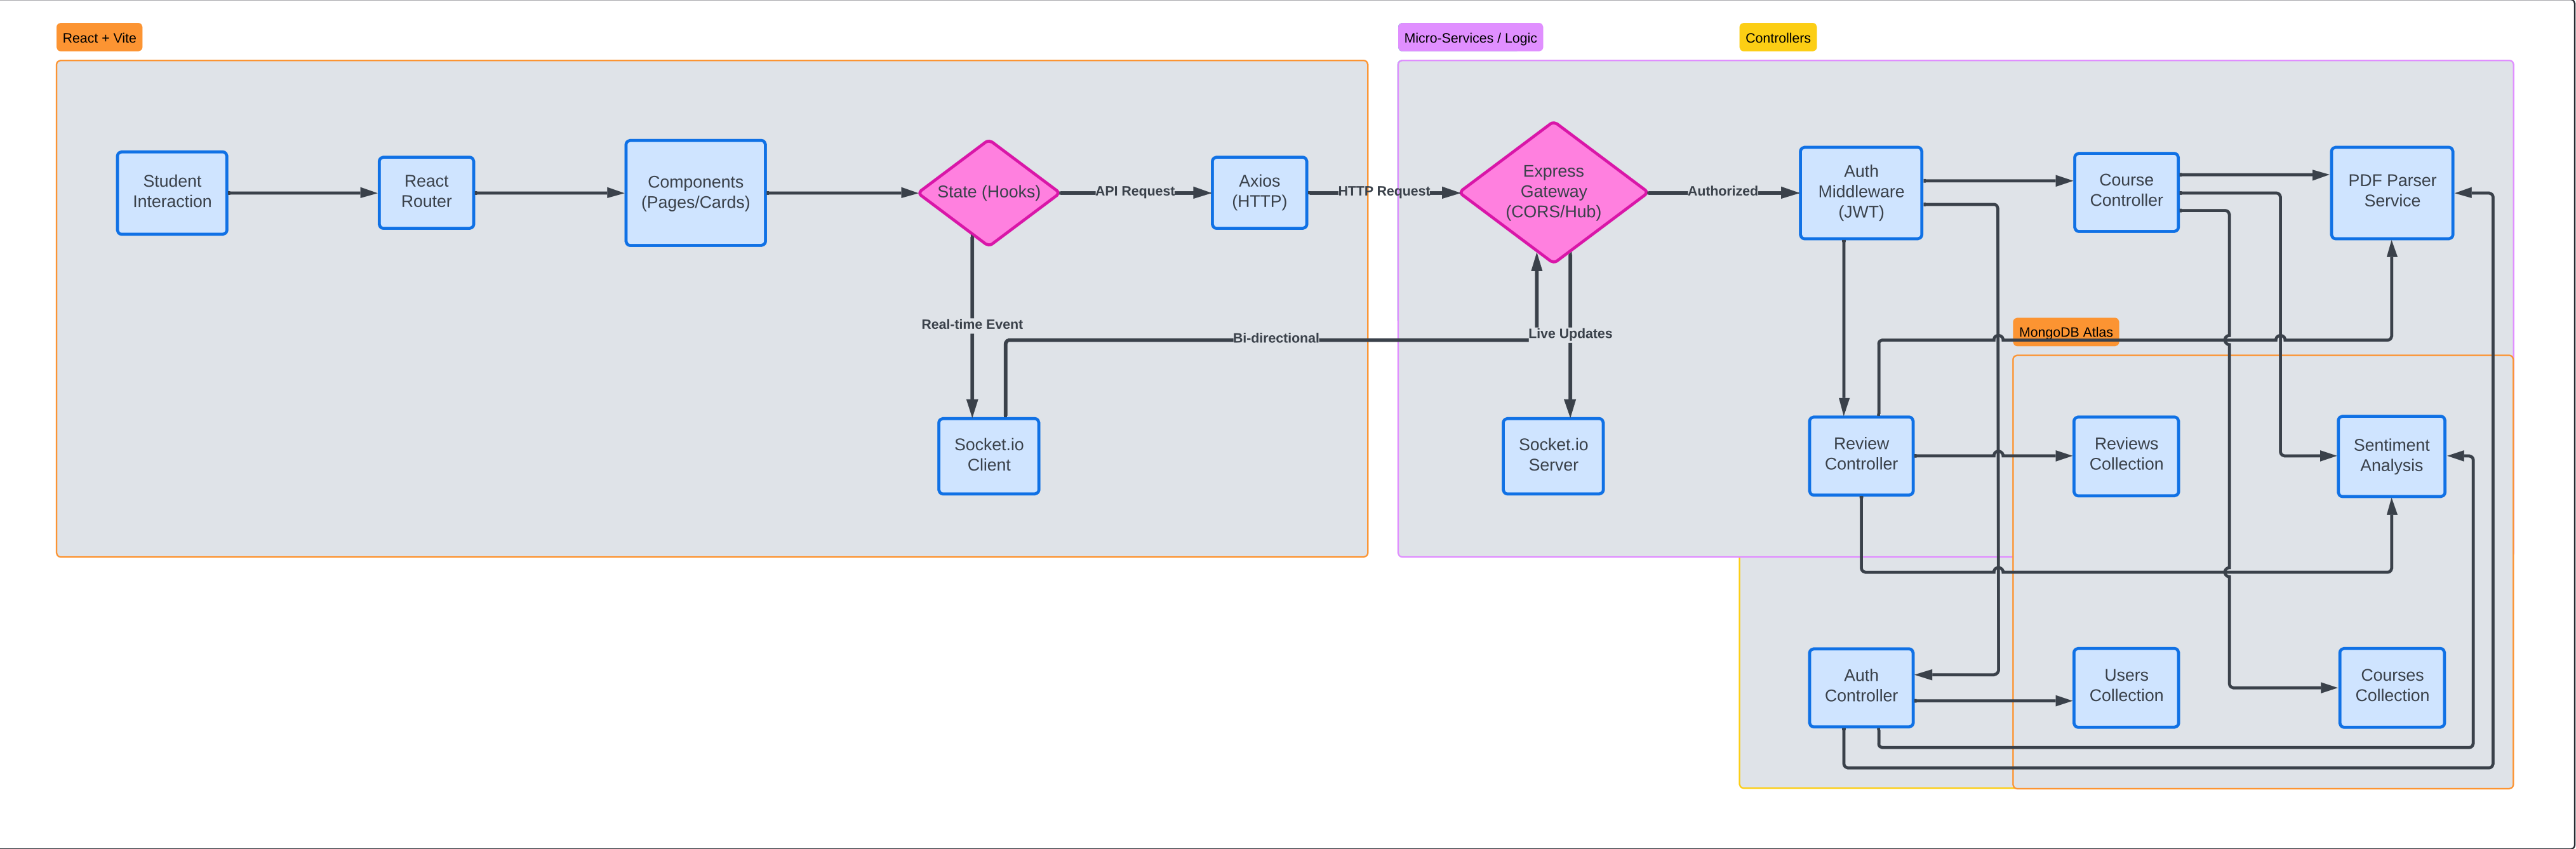 React + Vite
Micro-Services / Logic
Controllers
Student
Interaction
React
Router
Components
(Pages/Cards)
State (Hooks)
API Request
Axios
(HTTP)
HTTP Request
Express
Gateway
(CORS/Hub)
Authorized
Auth
Middleware
(JWT)
Course
Controller
PDF Parser
Service
Real-time Event
Bi-directional
Live Updates
MongoDB Atlas
Socket.io
Client
Socket.io
Server
Review
Controller
Reviews
Collection
Sentiment
Analysis
Auth
Controller
Users
Collection
Courses
Collection